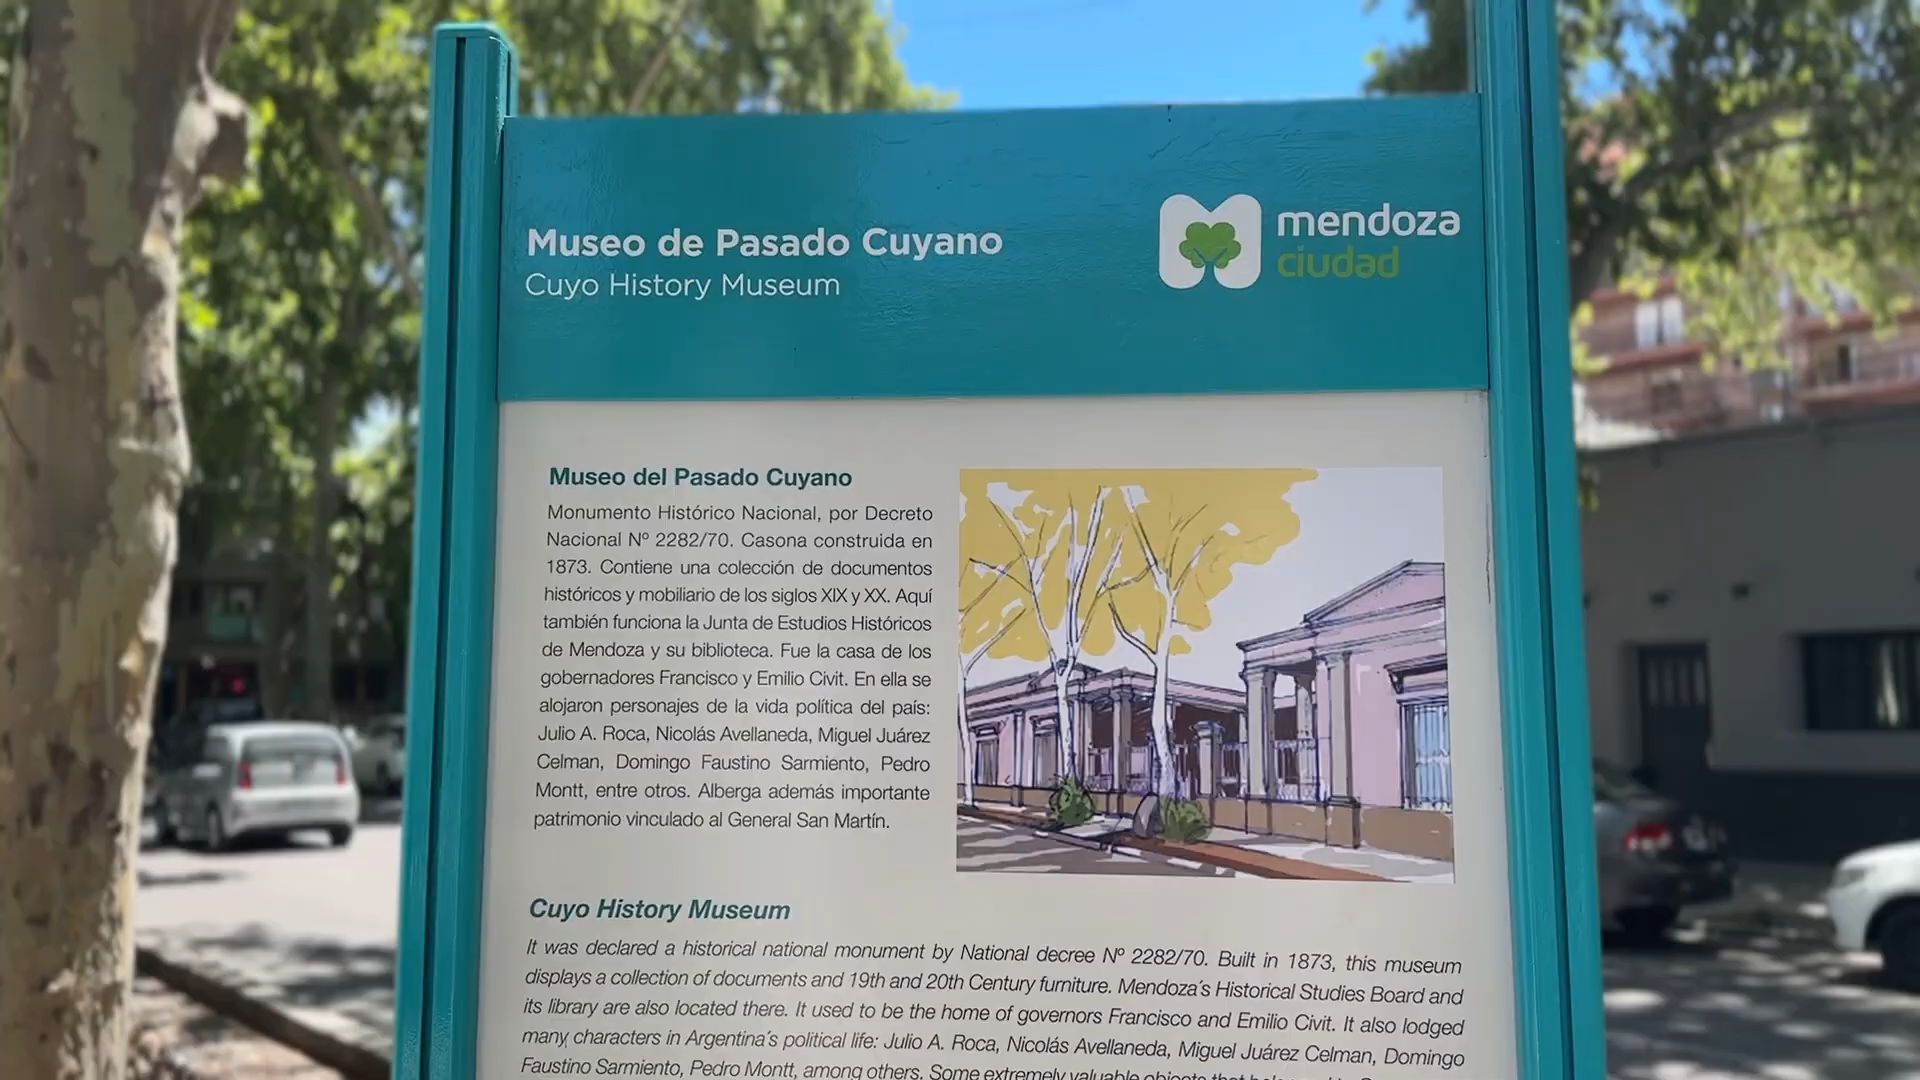 Museo de Pasado Cuyano
Cuyo History Museum
mendoza
ciudad
Museo del Pasado Cuyano
Monumento Histórico Nacional, por Decreto
Nacional Nº 2282/70. Casona construida en
1873. Contiene una colección de documentos
históricos y mobiliario de los siglos XIX y XX. Aquí
también funciona la Junta de Estudios Históricos
de Mendoza y su biblioteca. Fue la casa de los
gobernadores Francisco y Emilio Civit. En ella se
alojaron personajes de la vida política del país:
Julio A. Roca, Nicolás Avellaneda, Miguel Juárez
Celman, Domingo Faustino Sarmiento, Pedro
Montt, entre otros. Alberga además importante
patrimonio vinculado al General San Martín.
Cuyo History Museum
It was declared a historical national monument by National decree Nº 2282/70. Built in 1873, this museum
displays a collection of documents and 19th and 20th Century furniture. Mendoza´s Historical Studies Board and
its library are also located there. It used to be the home of governors Francisco and Emilio Civit. It also lodged
many characters in Argentina´s political life: Julio A. Roca, Nicolás Avellaneda, Miguel Juárez Celman, Domingo
Faustino Sarmiento, Pedro Montt, among others. Some extremely valuable objects that